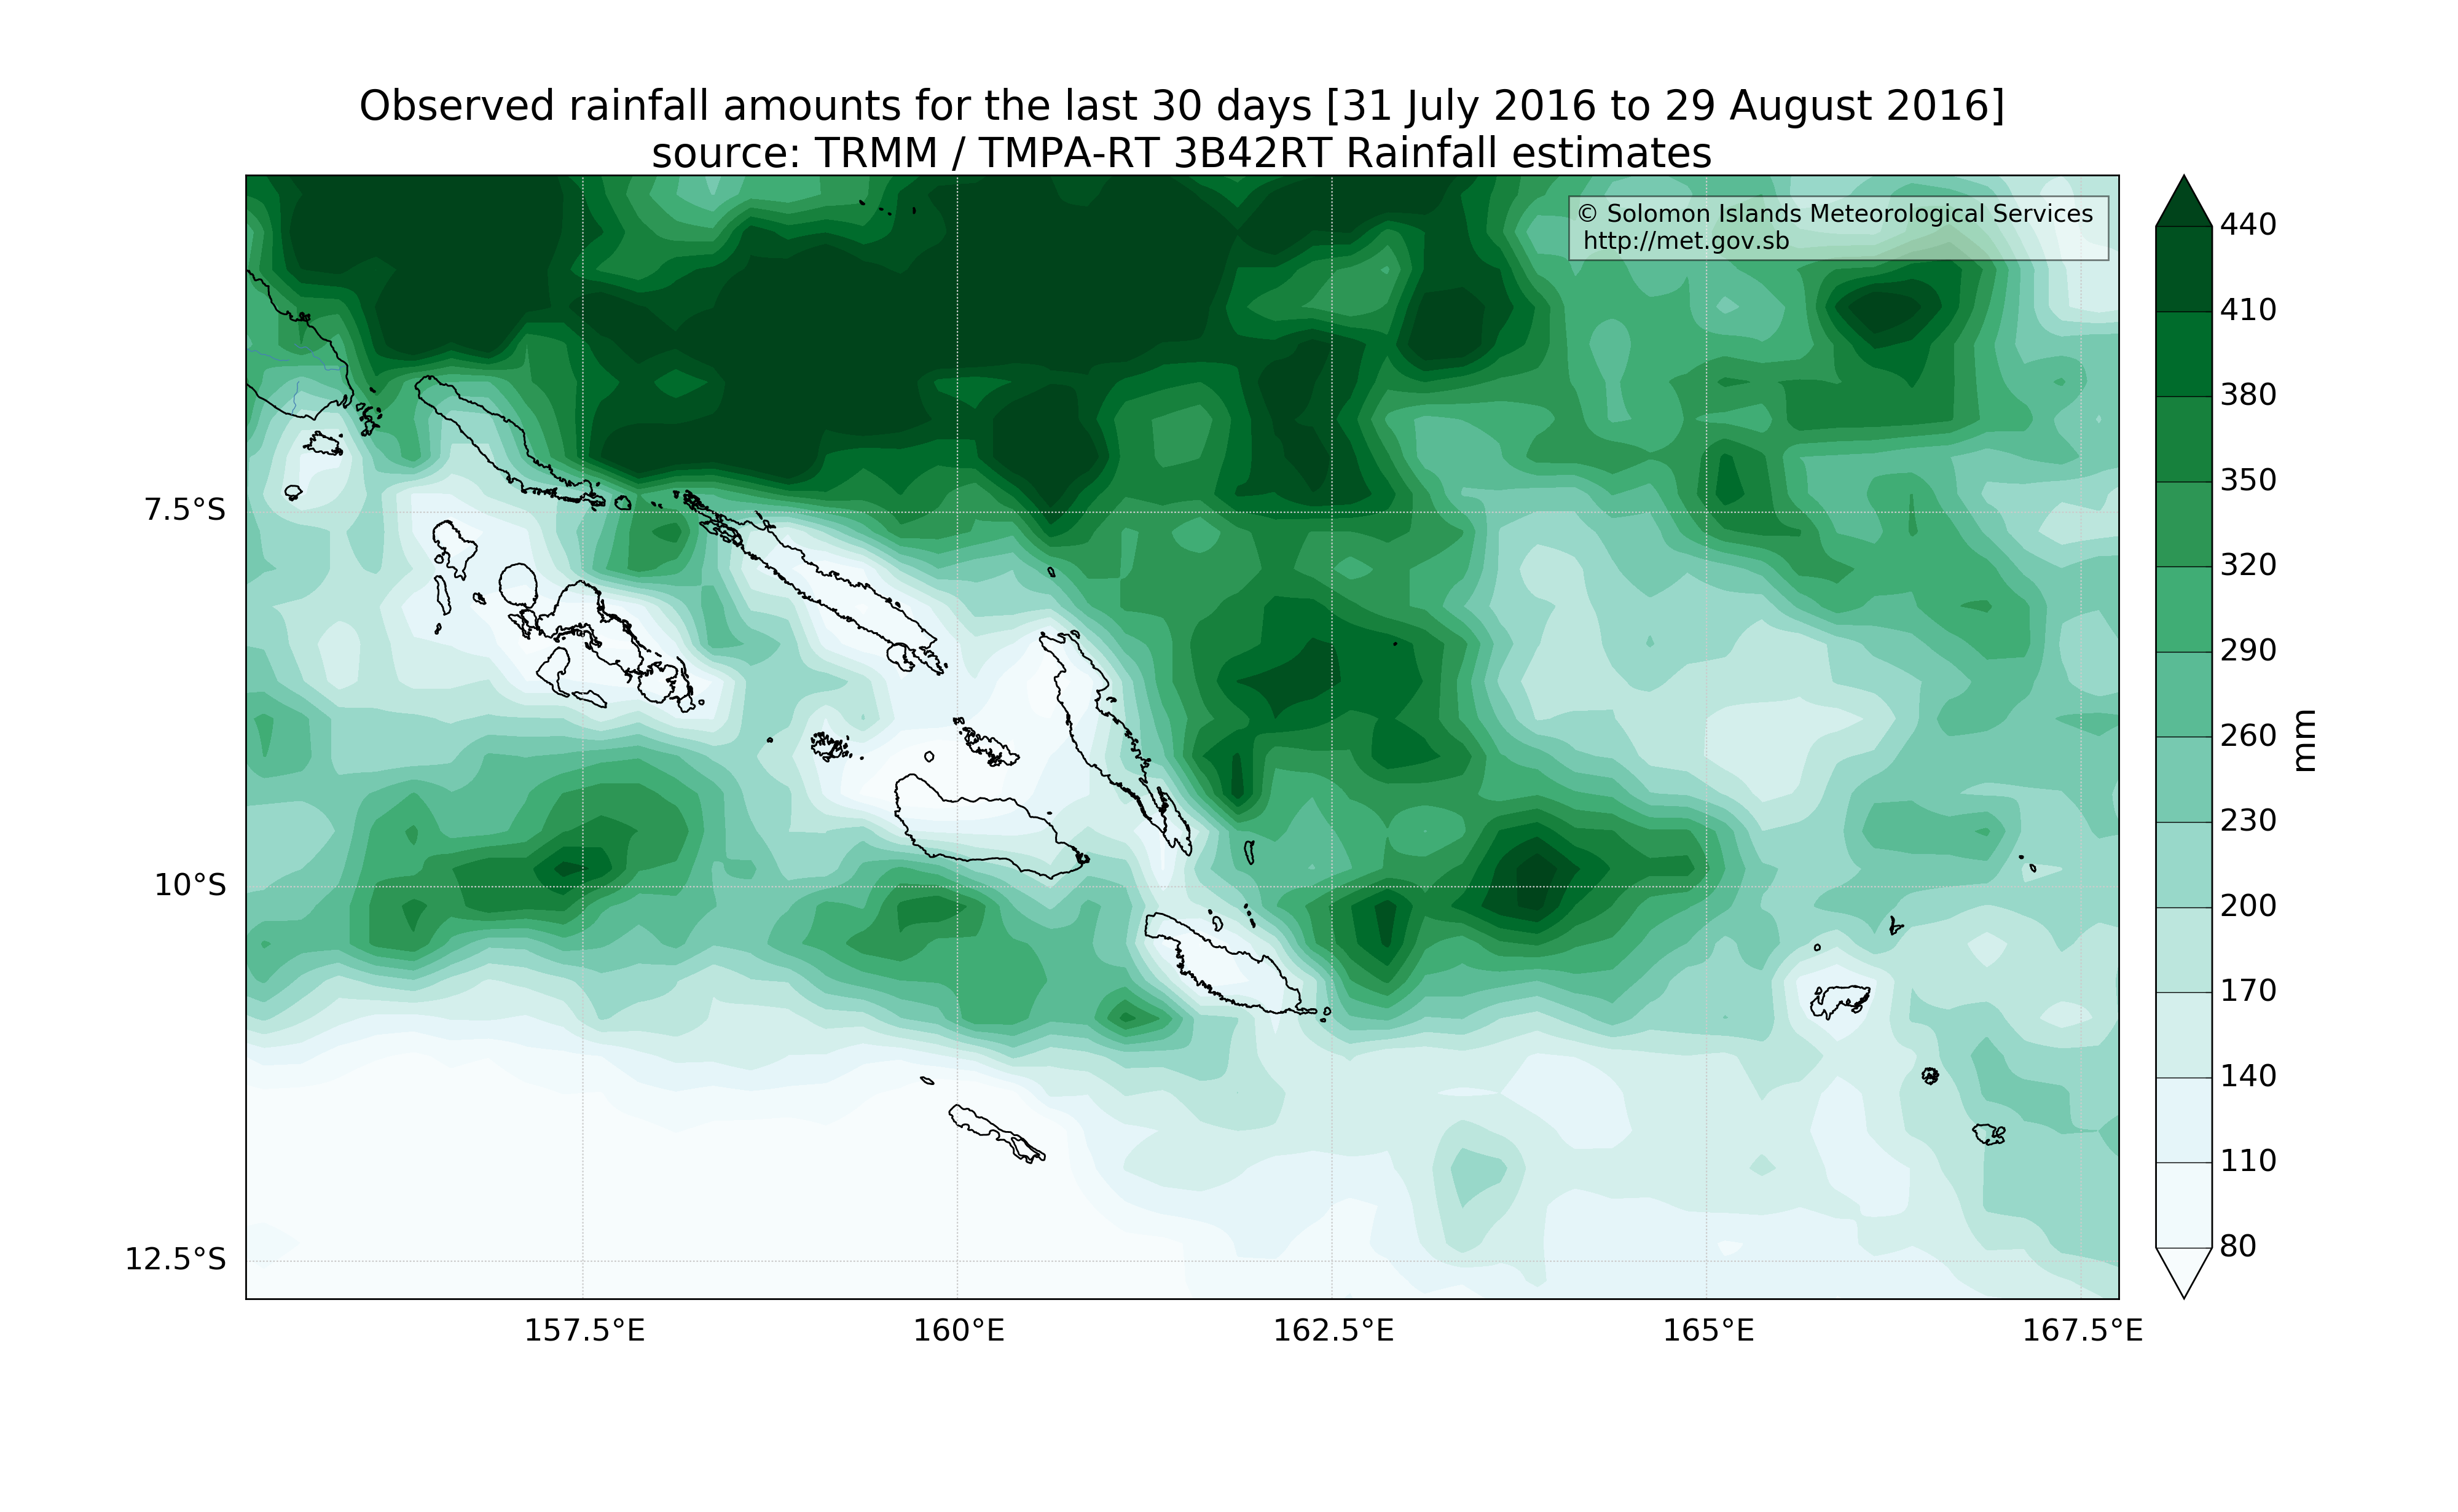 Observed rainfall amounts for the last 30 days [31 July 2016 to 29 August 2016]
source: TRMM / TMPA-RT 3B42RT Rainfall estimates
© Solomon Islands Meteorological Services
http://met.gov.sb
7.5°S
10°S
12.5°S
157.5°E
160°E
162.5°E
165°E
167.5°E
440
410
380
350
320
290
260
230
200
170
140
110
80
mm